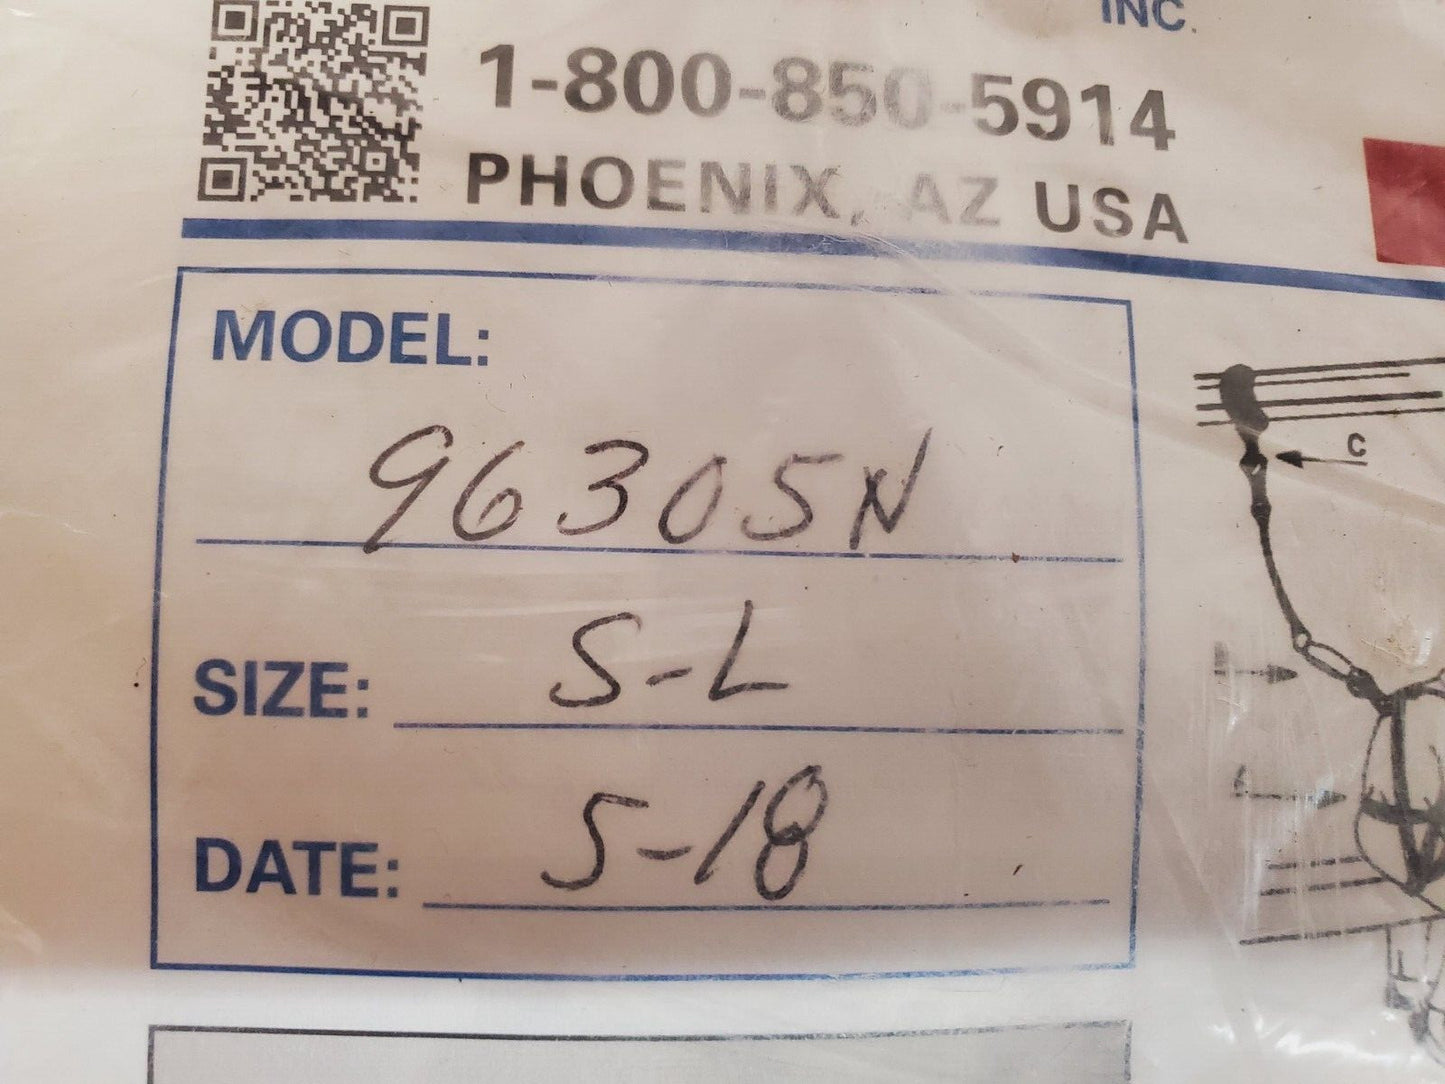 INC.
1-800-850-5914
PHOENIX, AZ USA
MODEL:
96305N
C
SIZE: S-L
DATE: 5-18